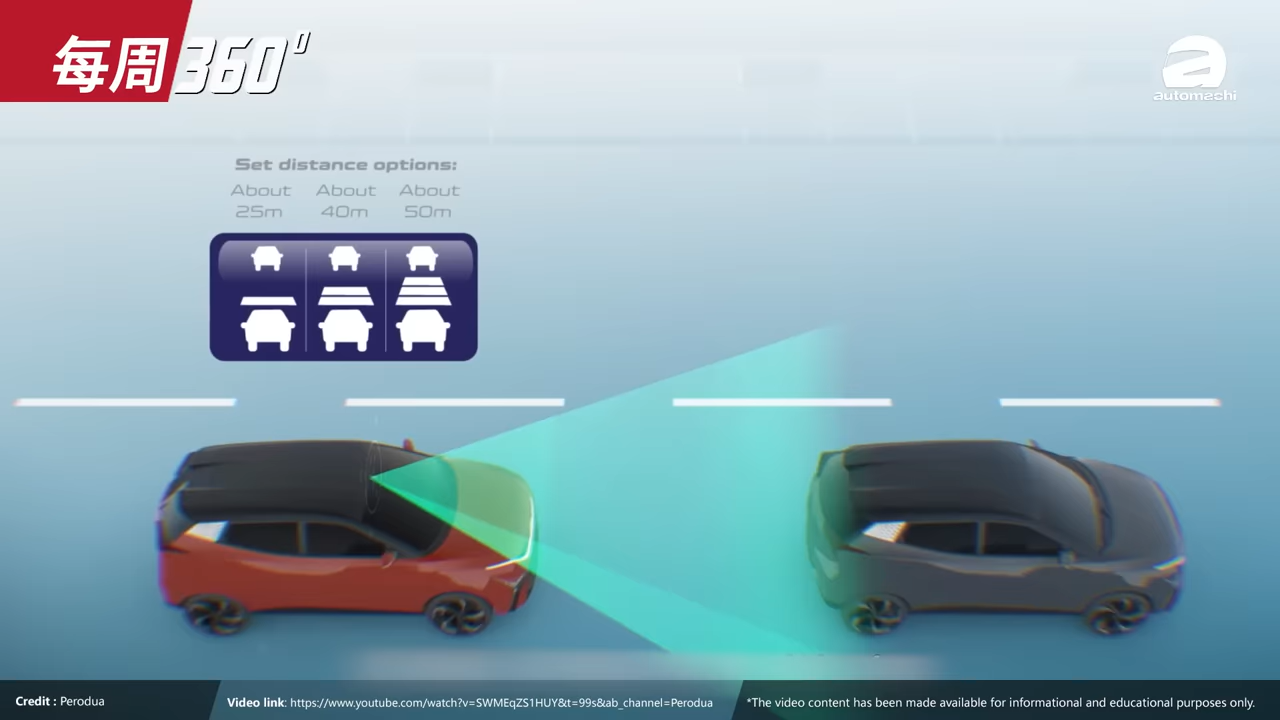 每周360°
automachi
Set distance options:
About About About
25m 40m 50m
Credit : Perodua
Video link: https://www.youtube.com/watch?v=SWMEqZS1HUY&t=99s&ab_channel=Perodua
*The video content has been made available for informational and educational purposes only.